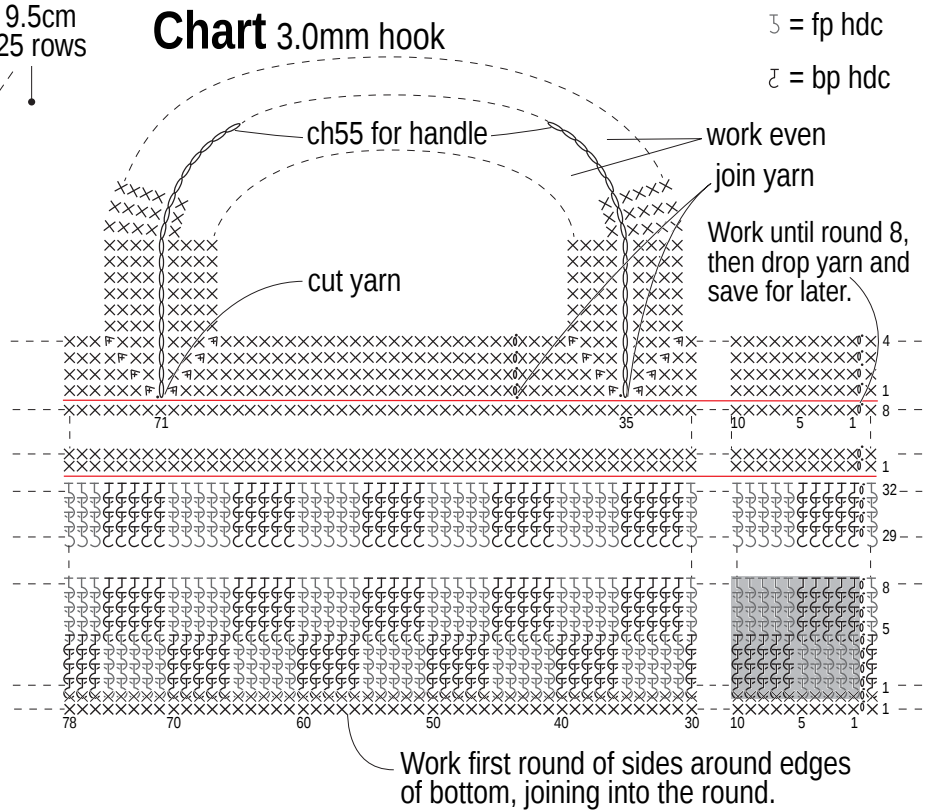 9.5cm
25 rows
Chart 3.0mm hook
= fp hdc
= bp hdc
ch55 for handle
work even
join yarn
Work until round 8,
then drop yarn and
save for later.
cut yarn
4
1
8
71
35
10 5 1
1
32
29
8
5
1
1
78 70 60 50 40 30 10 5 1
Work first round of sides around edges
of bottom, joining into the round.